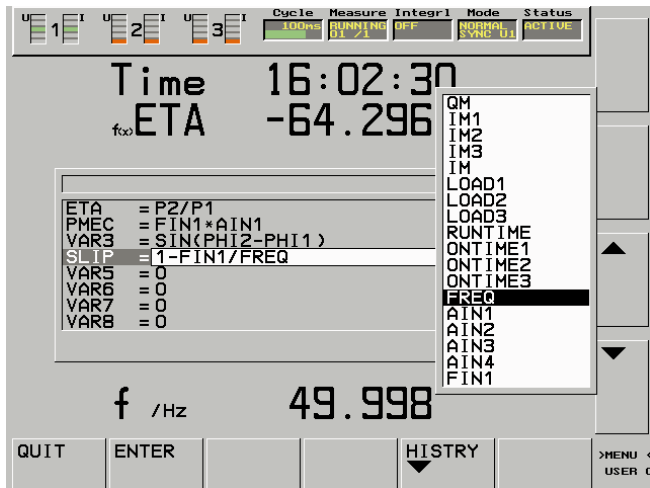 U 1 I U 2 I U 3 I
Cycle Measure Integrl Mode Status
100ms RUNNING OFF NORMAL ACTIVE
01 /1 SYNC U1
Time 16:02:30
f(x) ETA -64.296
QM
IM1
IM2
IM3
IM
LOAD1
LOAD2
LOAD3
RUNTIME
ONTIME1
ONTIME2
ONTIME3
FREQ
AIN1
AIN2
AIN3
AIN4
FIN1
ETA = P2/P1
PMEC = FIN1*AIN1
VAR3 = SIN(PHI2-PHI1)
SLIP = 1-FIN1/FREQ
VAR5 = 0
VAR6 = 0
VAR7 = 0
VAR8 = 0
f /Hz 49.998
QUIT ENTER HISTRY
>MENU <
USER